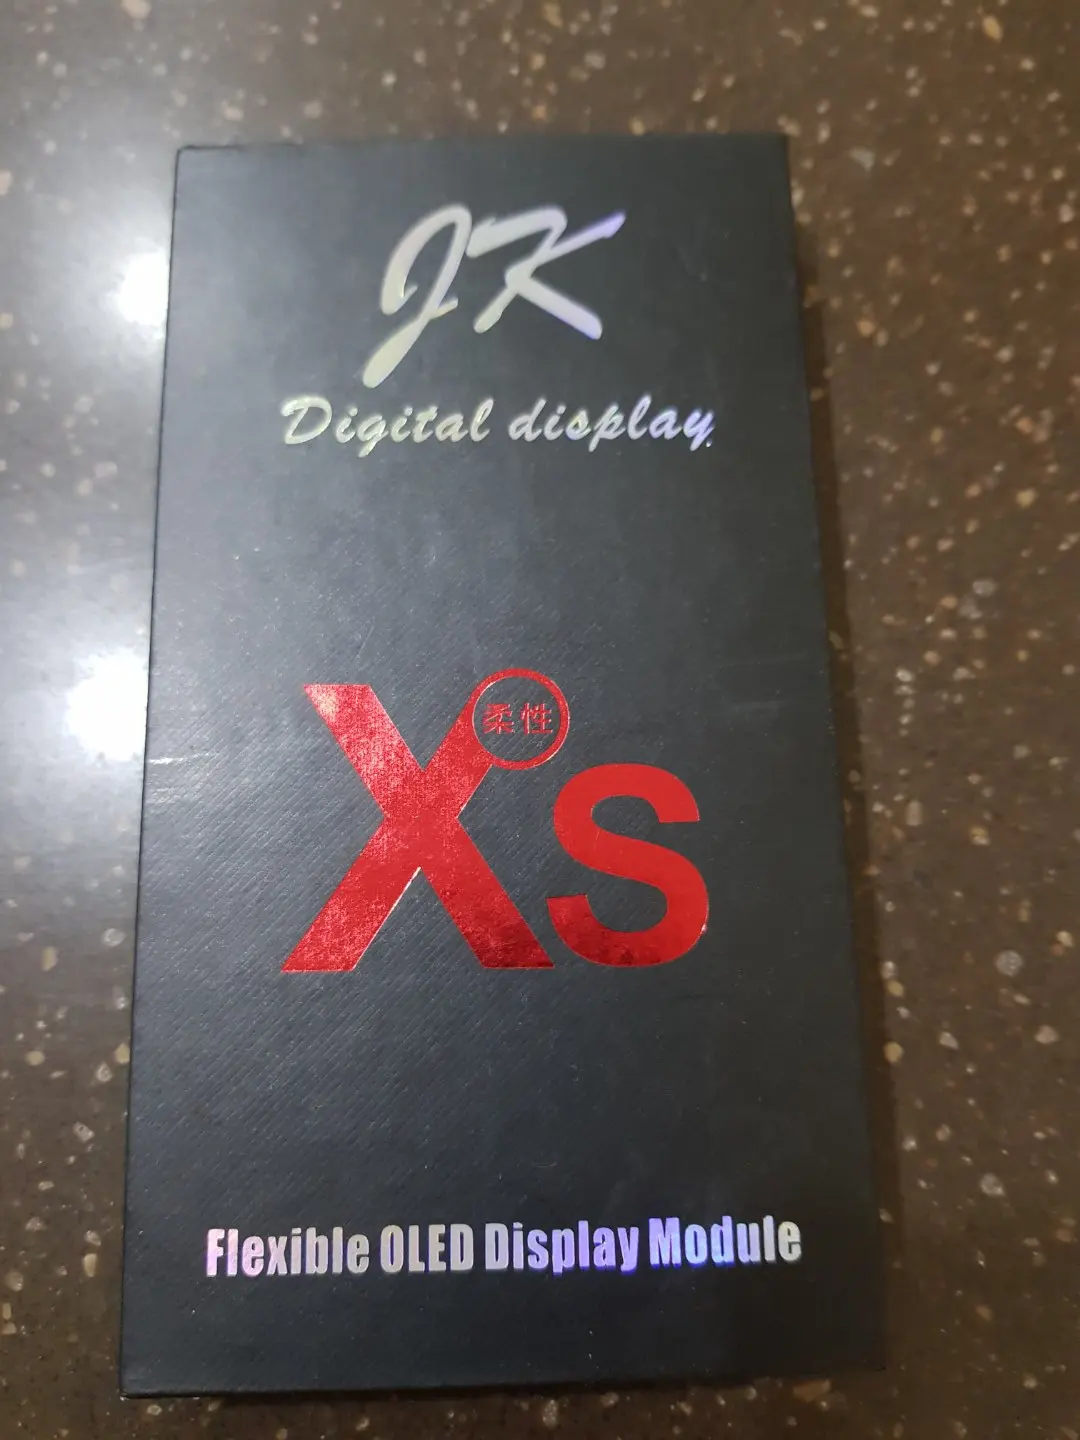 JK
Digital display
柔性
Xs
Flexible OLED Display Module